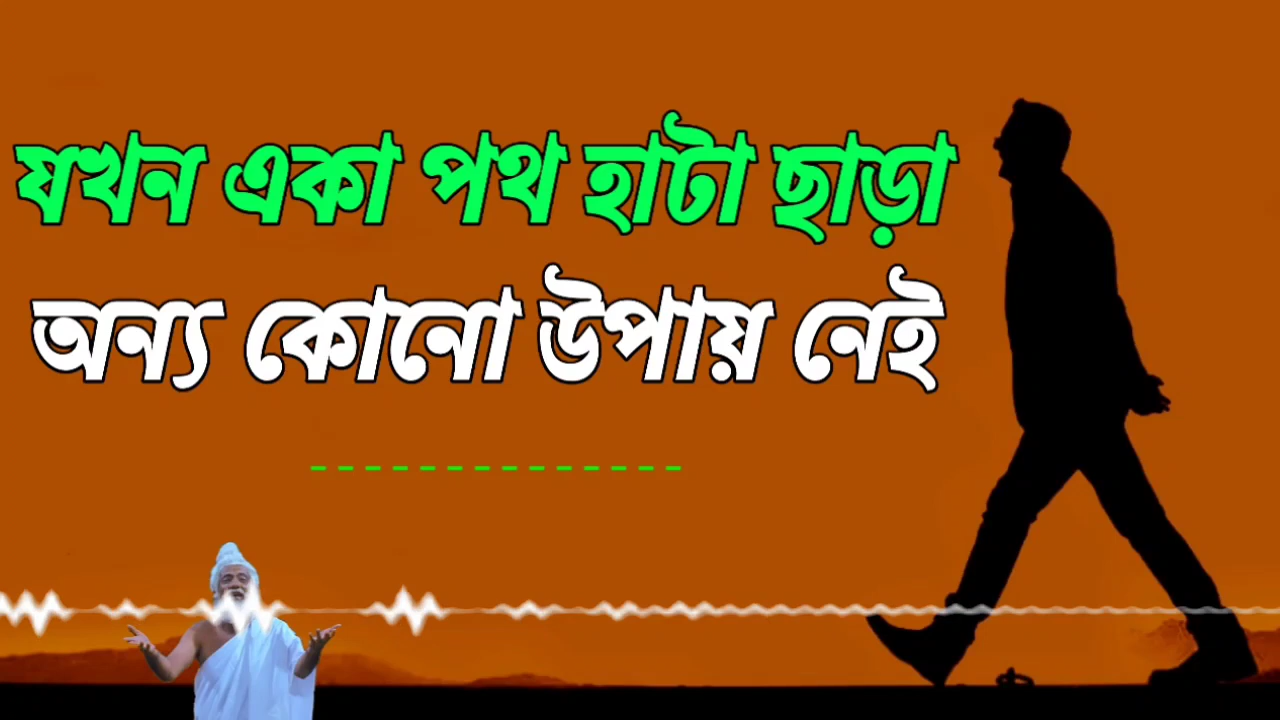 যখন একা পথ হাটা ছাড়া
অন্য কোনো উপায় নেই
--------------